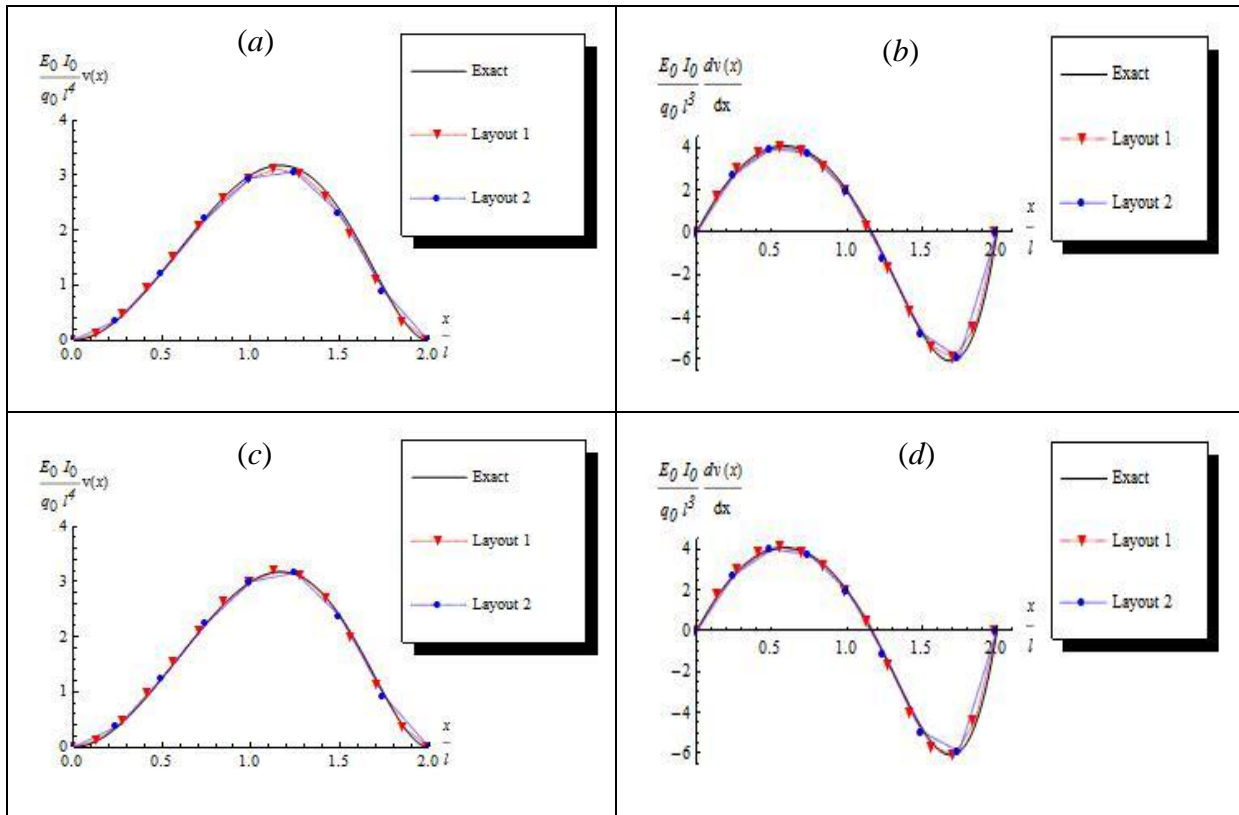 (a)
E0 I0
q0 l^4
v(x)
4
3
2
1
0
0.0
0.5
1.0
1.5
2.0
x
l
Exact
Layout 1
Layout 2
(b)
E0 I0 dv(x)
q0 l^3 dx
4
2
0
−2
−4
−6
0.5
1.0
1.5
2.0
x
l
Exact
Layout 1
Layout 2
(c)
E0 I0
q0 l^4
v(x)
4
3
2
1
0
0.0
0.5
1.0
1.5
2.0
x
l
Exact
Layout 1
Layout 2
(d)
E0 I0 dv(x)
q0 l^3 dx
4
2
0
−2
−4
−6
0.5
1.0
1.5
2.0
x
l
Exact
Layout 1
Layout 2